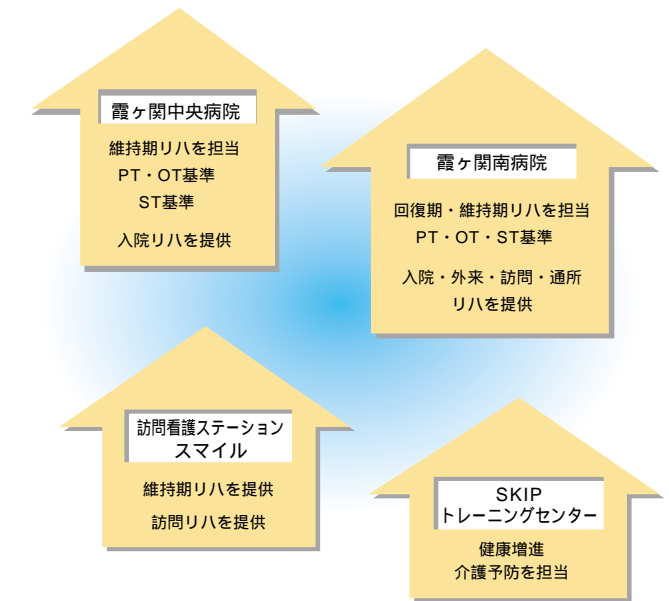 霞ヶ関中央病院
維持期リハを担当
PT・OT基準
ST基準
入院リハを提供
霞ヶ関南病院
回復期・維持期リハを担当
PT・OT・ST基準
入院・外来・訪問・通所
リハを提供
訪問看護ステーション
スマイル
維持期リハを提供
訪問リハを提供
SKIP
トレーニングセンター
健康増進
介護予防を担当